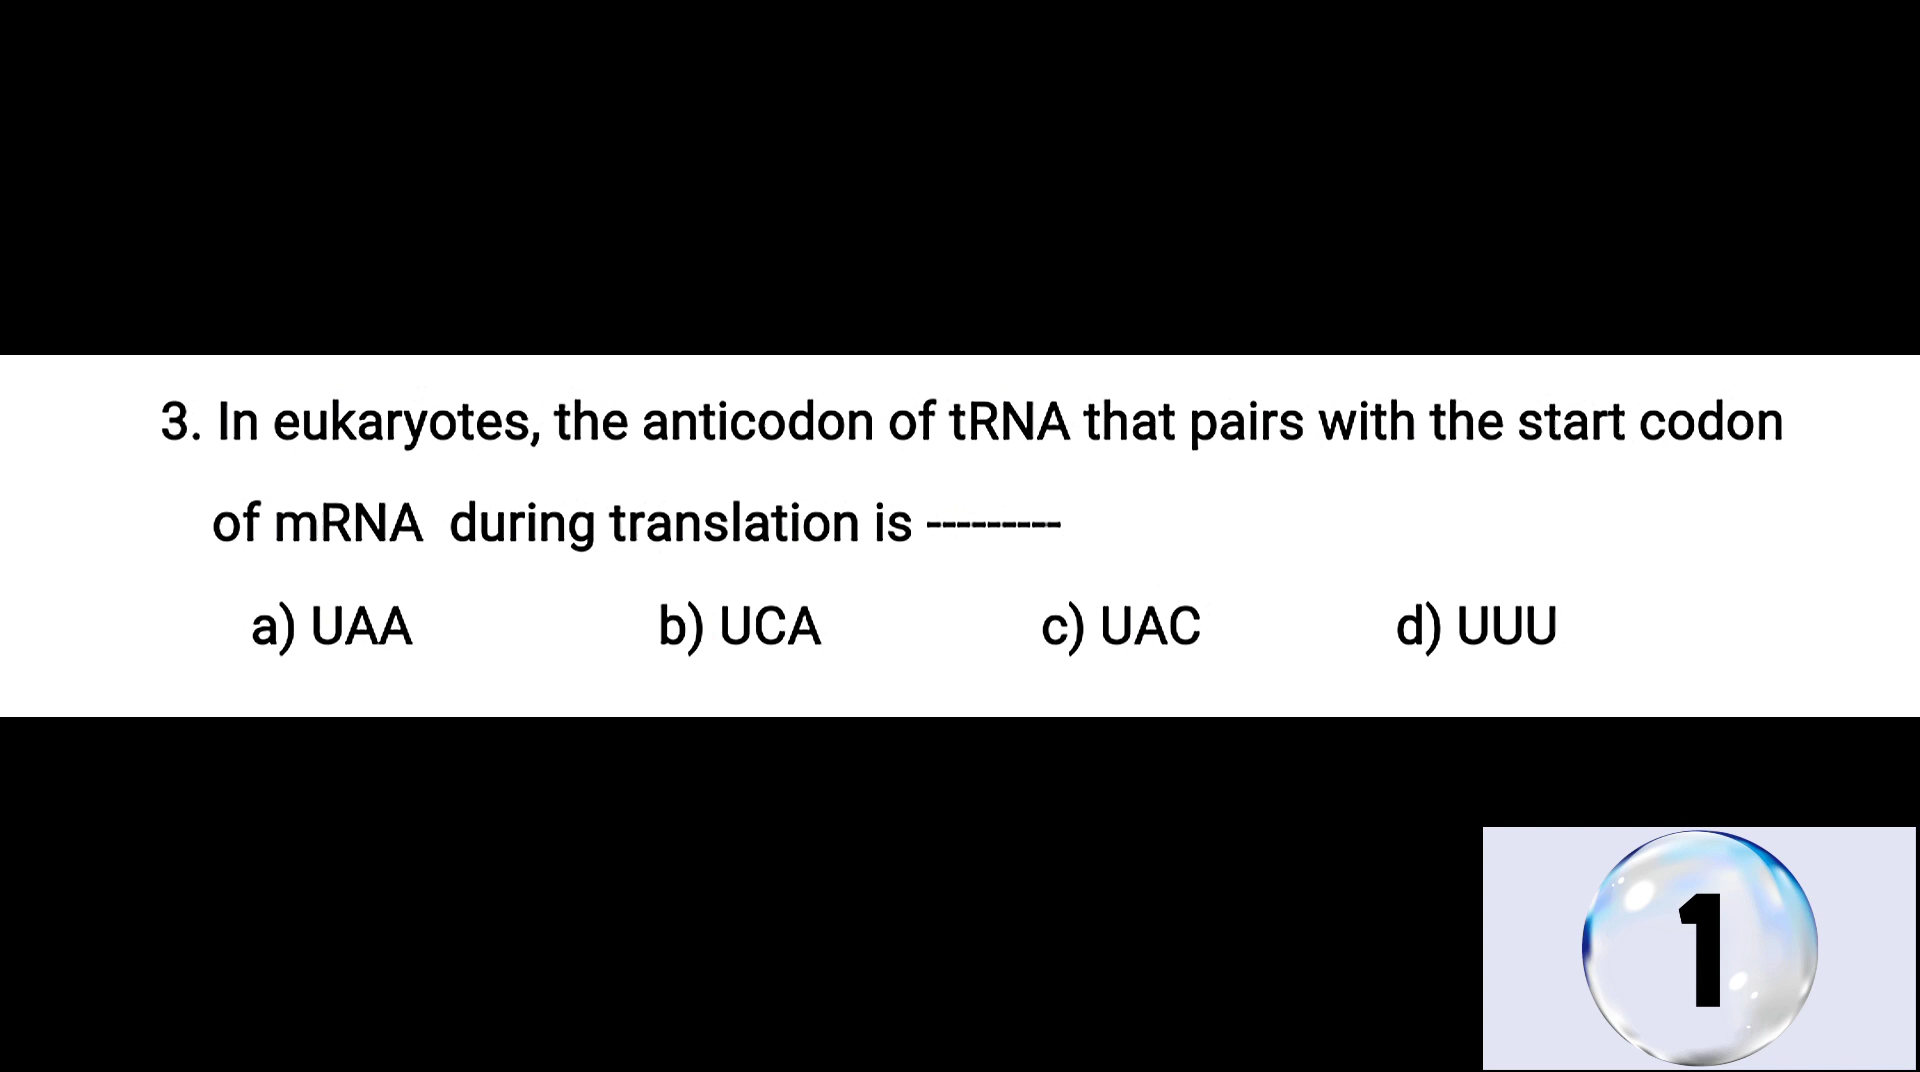 3. In eukaryotes, the anticodon of tRNA that pairs with the start codon
of mRNA during translation is ---------
a) UAA b) UCA c) UAC d) UUU
1